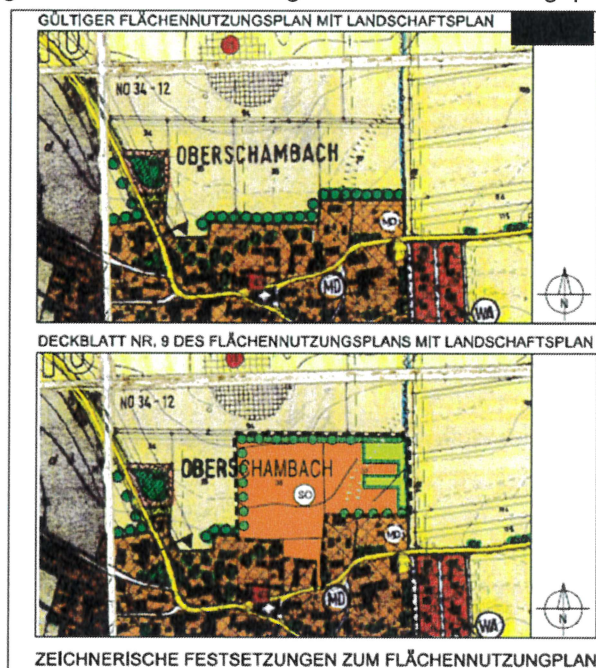 GÜLTIGER FLÄCHENNUTZUNGSPLAN MIT LANDSCHAFTSPLAN
NO 34-12
OBERSCHAMBACH
MD
MD
WA
N
DECKBLATT NR. 9 DES FLÄCHENNUTZUNGSPLANS MIT LANDSCHAFTSPLAN
NO 34-12
OBERSCHAMBACH
SO
MD
MD
WA
N
ZEICHNERISCHE FESTSETZUNGEN ZUM FLÄCHENNUTZUNGPLAN